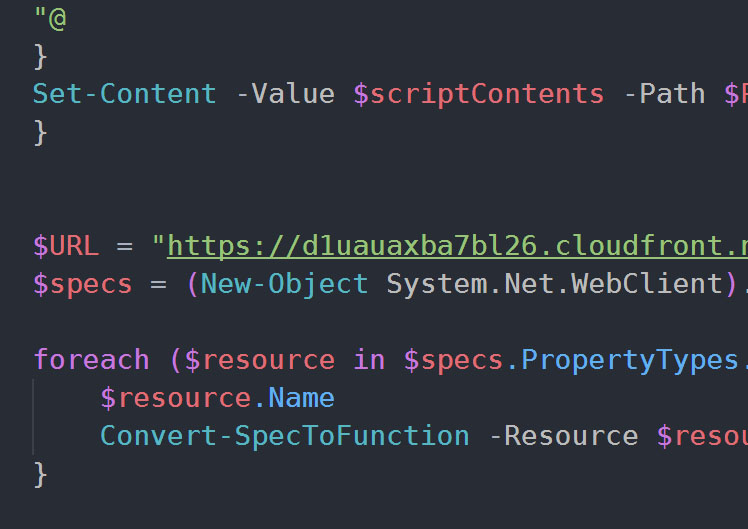 "@
}
Set-Content -Value $scriptContents -Path $
}
$URL = "https://d1uauaxba7bl26.cloudfront.
$specs = (New-Object System.Net.WebClient).
foreach ($resource in $specs.PropertyTypes.
$resource.Name
Convert-SpecToFunction -Resource $resou
}